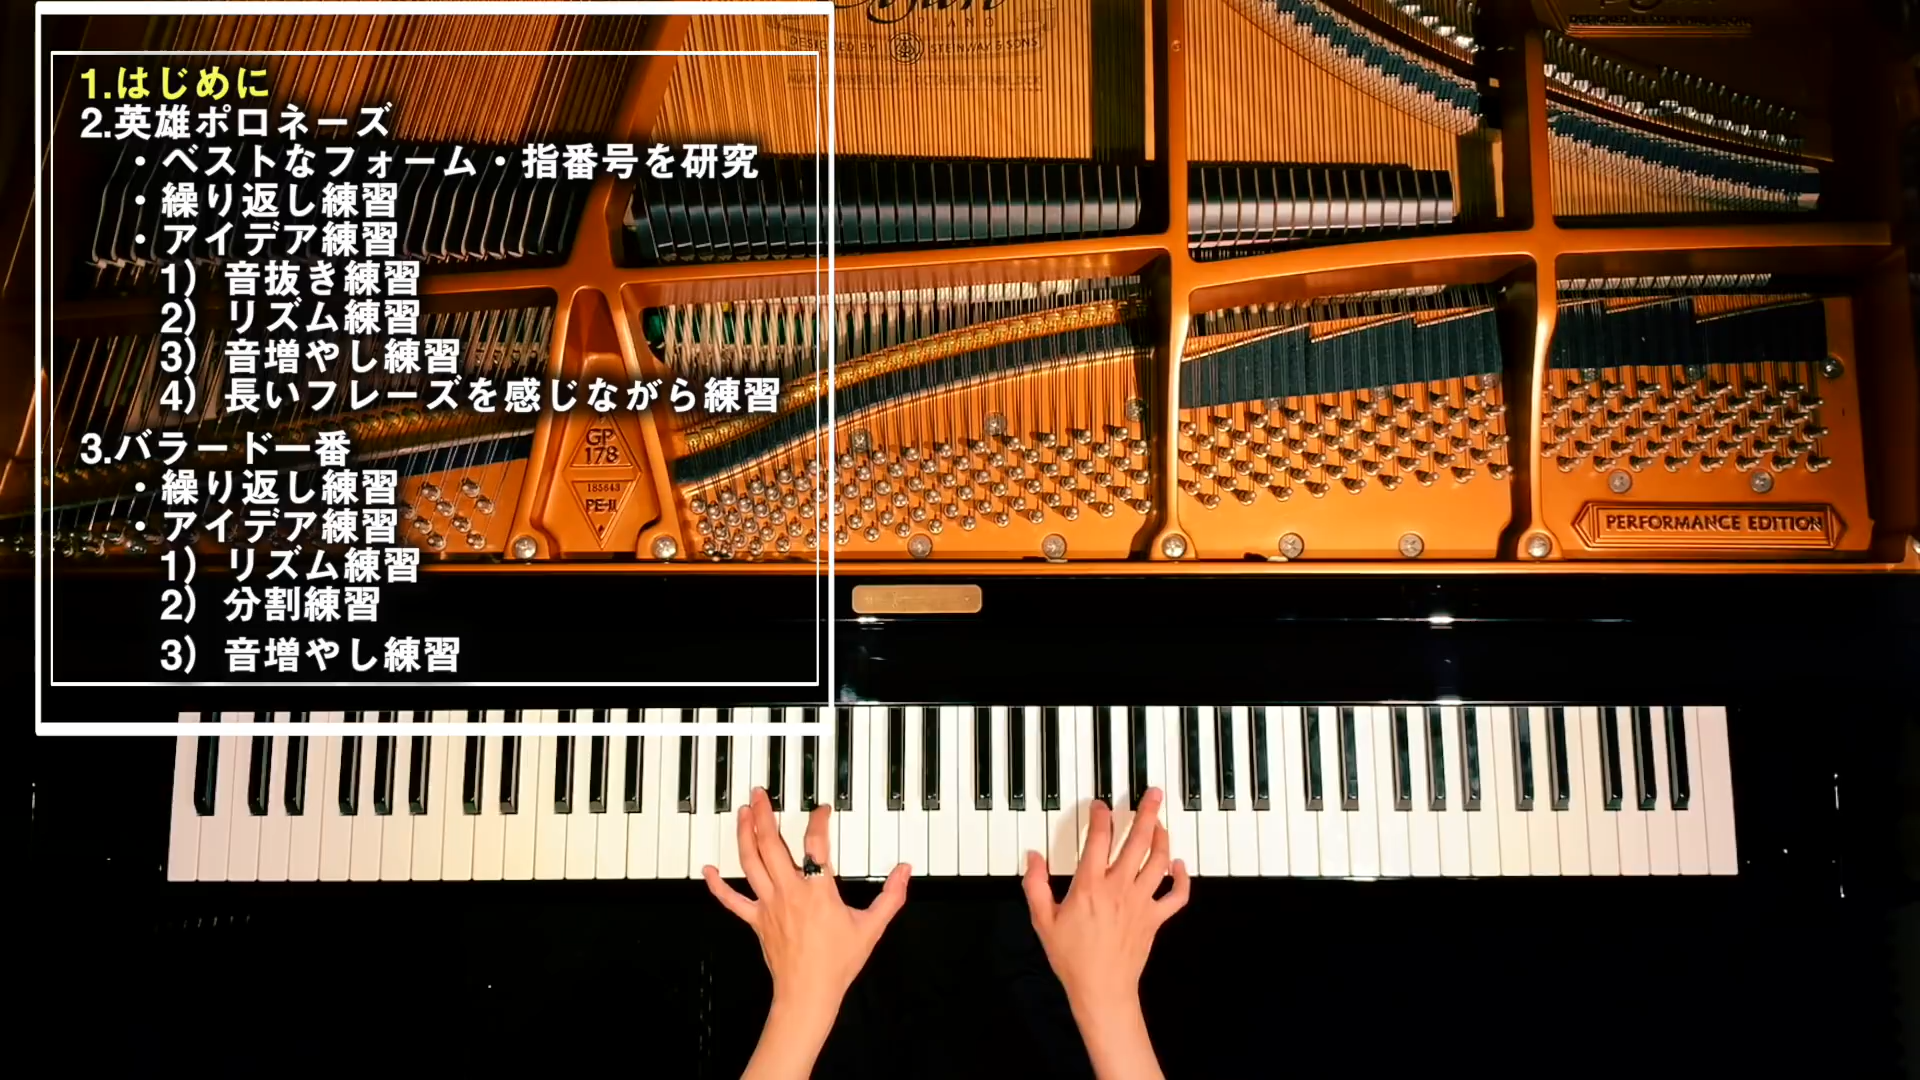 1.はじめに
2.英雄ポロネーズ
・ベストなフォーム・指番号を研究
・繰り返し練習
・アイデア練習
1) 音抜き練習
2) リズム練習
3) 音増やし練習
4) 長いフレーズを感じながら練習
3.バラード一番
・繰り返し練習
・アイデア練習
1) リズム練習
2) 分割練習
3) 音増やし練習
PIANO
DESIGNED BY STEINWAY & SONS
GP
178
185643
PE-II
PERFORMANCE EDITION